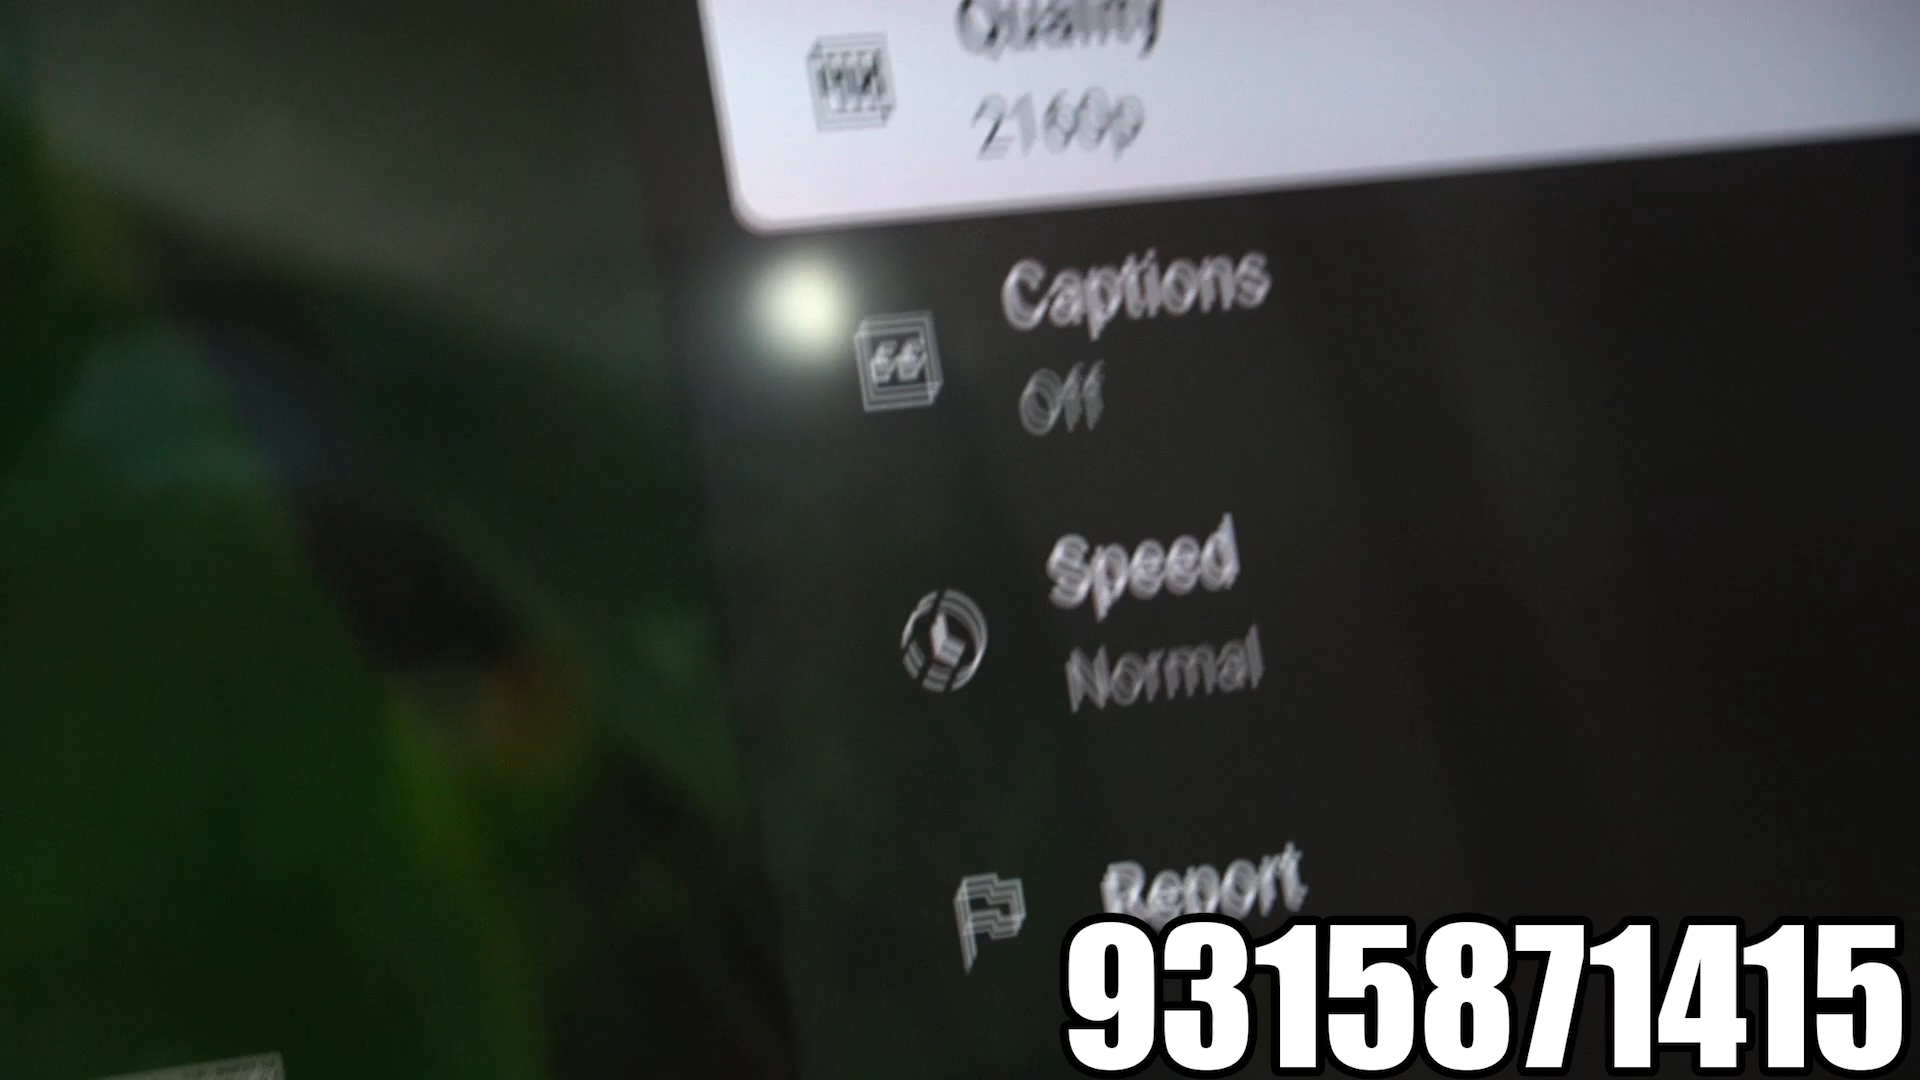 Quality
2160p
Captions
Off
Speed
Normal
Report
9315871415